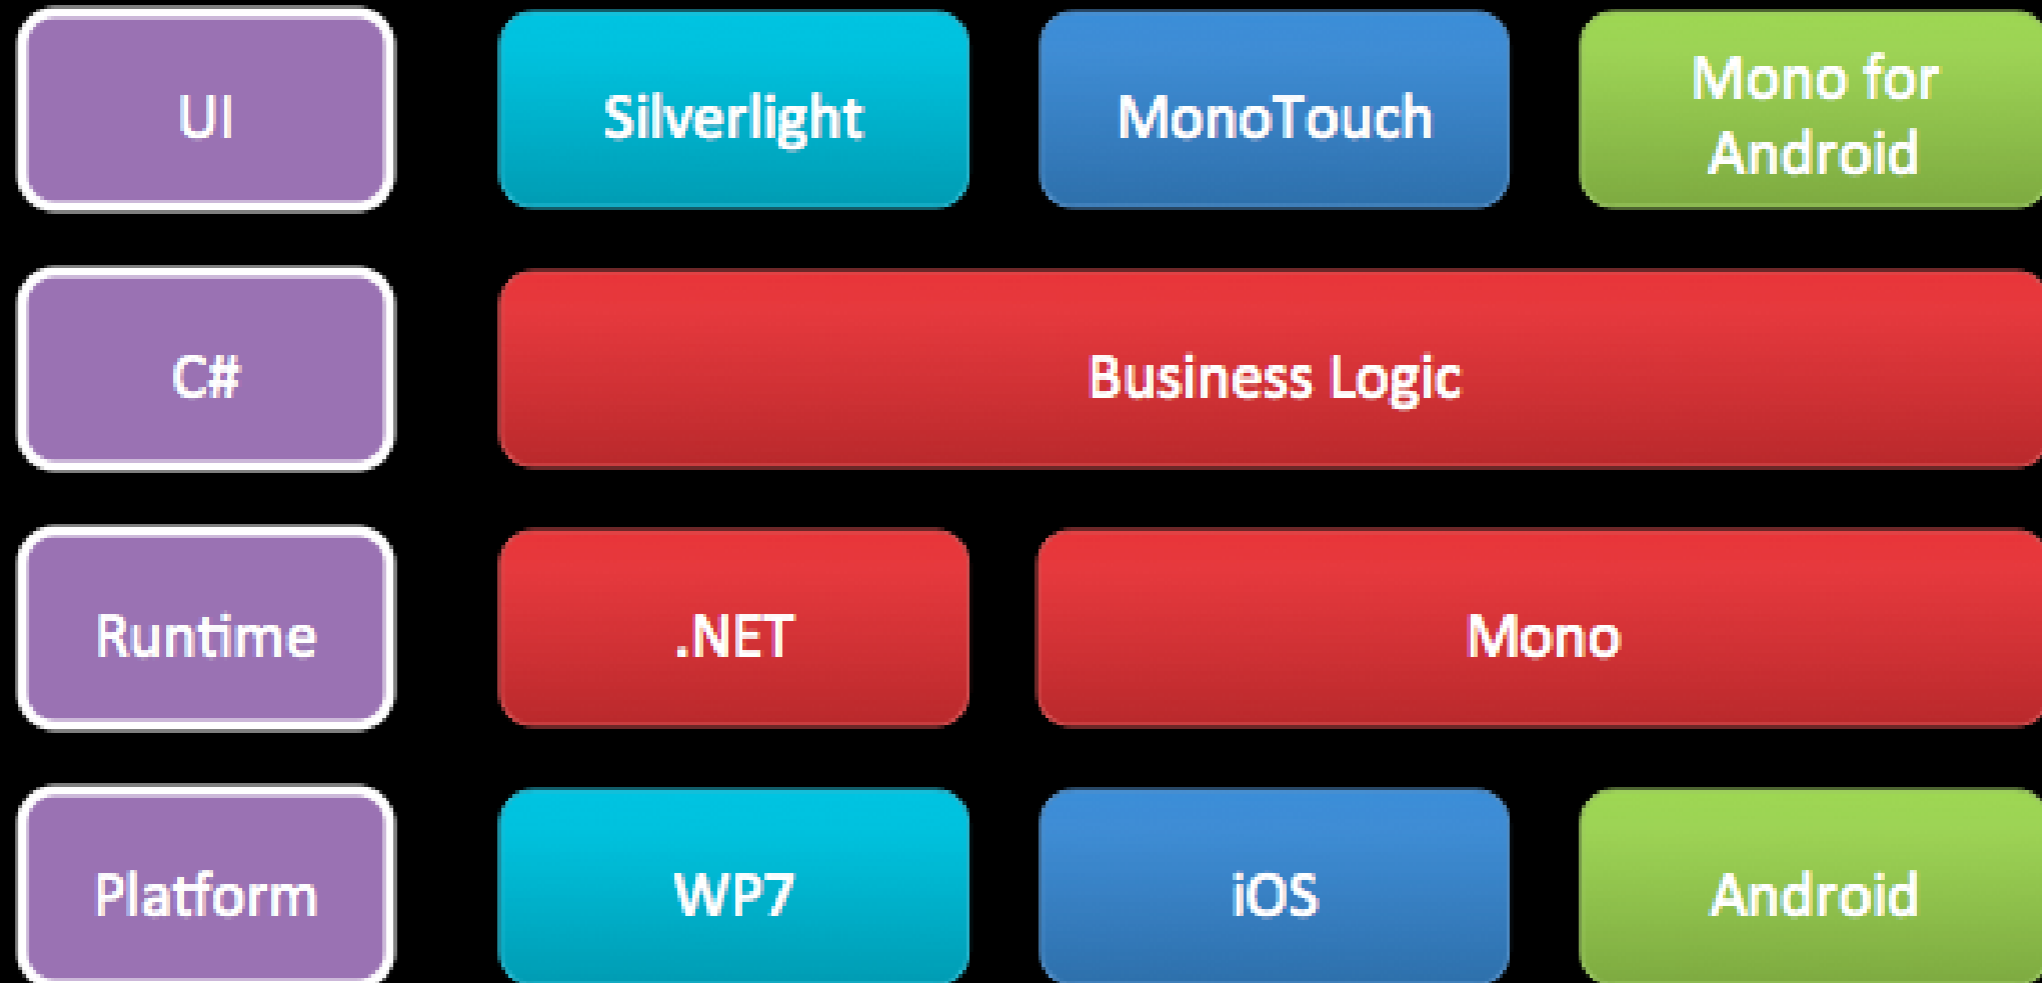 UI
Silverlight
MonoTouch
Mono for
Android
C#
Business Logic
Runtime
.NET
Mono
Platform
WP7
iOS
Android